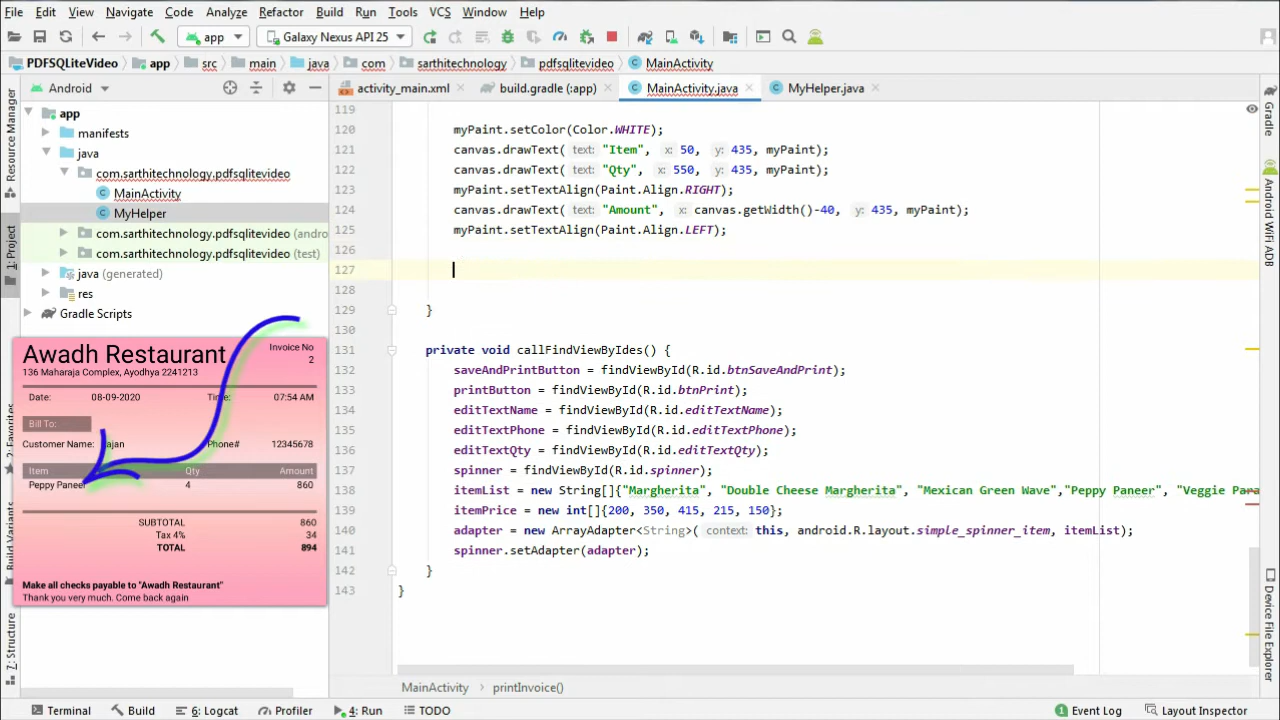 File Edit View Navigate Code Analyze Refactor Build Run Tools VCS Window Help
app Galaxy Nexus API 25
PDFSQLiteVideo app src main java com sarthitechnology pdfsqlitevideo MainActivity
Android
activity_main.xml build.gradle (:app) MainActivity.java MyHelper.java
Resource Manager
1: Project
2: Favorites
Build Variants
7: Structure
app
manifests
java
com.sarthitechnology.pdfsqlitevideo
MainActivity
MyHelper
com.sarthitechnology.pdfsqlitevideo (andro
com.sarthitechnology.pdfsqlitevideo (test)
java (generated)
res
Gradle Scripts
Awadh Restaurant
136 Maharaja Complex, Ayodhya 2241213
Invoice No
2
Date: 08-09-2020 Time: 07:54 AM
Bill To:
Customer Name: ajan Phone# 12345678
Item Qty Amount
Peppy Paneer 4 860
SUBTOTAL 860
Tax 4% 34
TOTAL 894
Make all checks payable to "Awadh Restaurant"
Thank you very much. Come back again
119
120 myPaint.setColor(Color.WHITE);
121 canvas.drawText( text: "Item", x: 50, y: 435, myPaint);
122 canvas.drawText( text: "Qty", x: 550, y: 435, myPaint);
123 myPaint.setTextAlign(Paint.Align.RIGHT);
124 canvas.drawText( text: "Amount", x: canvas.getWidth()-40, y: 435, myPaint);
125 myPaint.setTextAlign(Paint.Align.LEFT);
126
127
128
129 }
130
131 private void callFindViewByIdes() {
132 saveAndPrintButton = findViewById(R.id.btnSaveAndPrint);
133 printButton = findViewById(R.id.btnPrint);
134 editTextName = findViewById(R.id.editTextName);
135 editTextPhone = findViewById(R.id.editTextPhone);
136 editTextQty = findViewById(R.id.editTextQty);
137 spinner = findViewById(R.id.spinner);
138 itemList = new String[]{"Margherita", "Double Cheese Margherita", "Mexican Green Wave","Peppy Paneer", "Veggie Para
139 itemPrice = new int[]{200, 350, 415, 215, 150};
140 adapter = new ArrayAdapter<String>( context: this, android.R.layout.simple_spinner_item, itemList);
141 spinner.setAdapter(adapter);
142 }
143 }
Gradle
Android WiFi ADB
Device File Explorer
MainActivity › printInvoice()
Terminal Build 6: Logcat Profiler 4: Run TODO 1 Event Log Layout Inspector